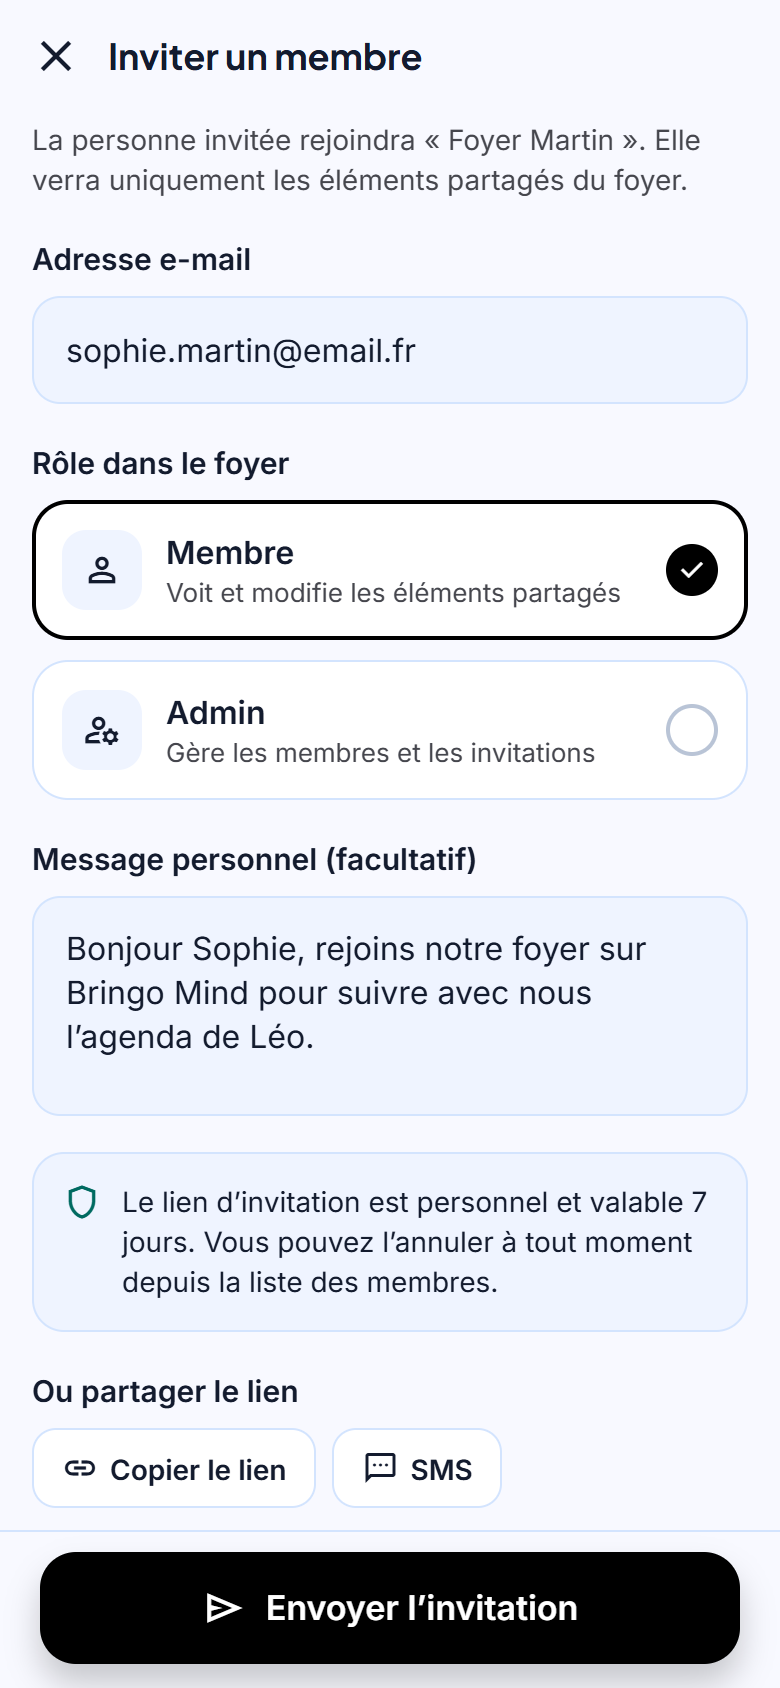 Inviter un membre
La personne invitée rejoindra « Foyer Martin ». Elle
verra uniquement les éléments partagés du foyer.
Adresse e-mail
sophie.martin@email.fr
Rôle dans le foyer
Membre
Voit et modifie les éléments partagés
Admin
Gère les membres et les invitations
Message personnel (facultatif)
Bonjour Sophie, rejoins notre foyer sur
Bringo Mind pour suivre avec nous
l’agenda de Léo.
Le lien d’invitation est personnel et valable 7
jours. Vous pouvez l’annuler à tout moment
depuis la liste des membres.
Ou partager le lien
Copier le lien
SMS
Envoyer l’invitation